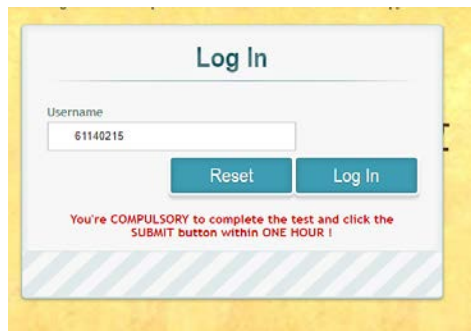 Log In
Username
61140215
Reset Log In
You're COMPULSORY to complete the test and click the
SUBMIT button within ONE HOUR !